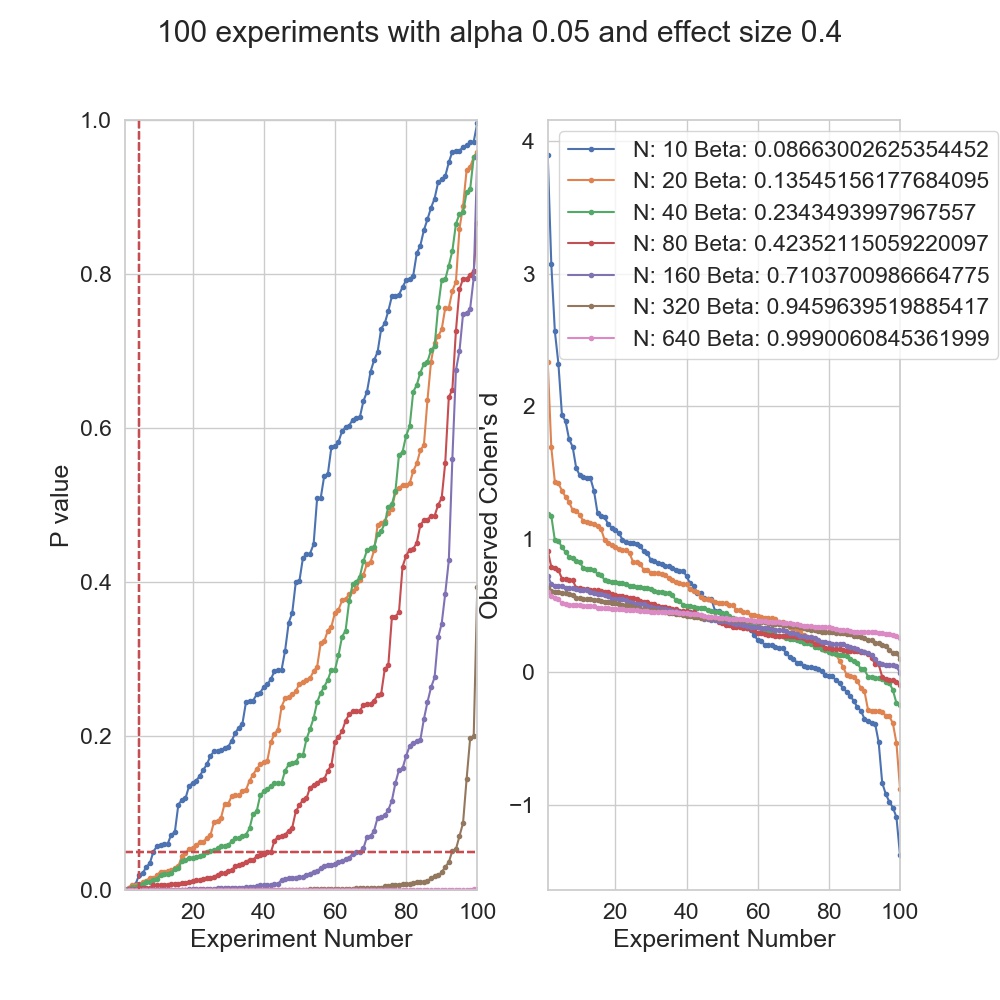 100 experiments with alpha 0.05 and effect size 0.4
P value
1.0
0.8
0.6
0.4
0.2
0.0
20 40 60 80 100
Experiment Number
Observed Cohen's d
4
3
2
1
0
−1
20 40 60 80 100
Experiment Number
N: 10 Beta: 0.08663002625354452
N: 20 Beta: 0.13545156177684095
N: 40 Beta: 0.2343493997967557
N: 80 Beta: 0.42352115059220097
N: 160 Beta: 0.7103700986664775
N: 320 Beta: 0.9459639519885417
N: 640 Beta: 0.9990060845361999